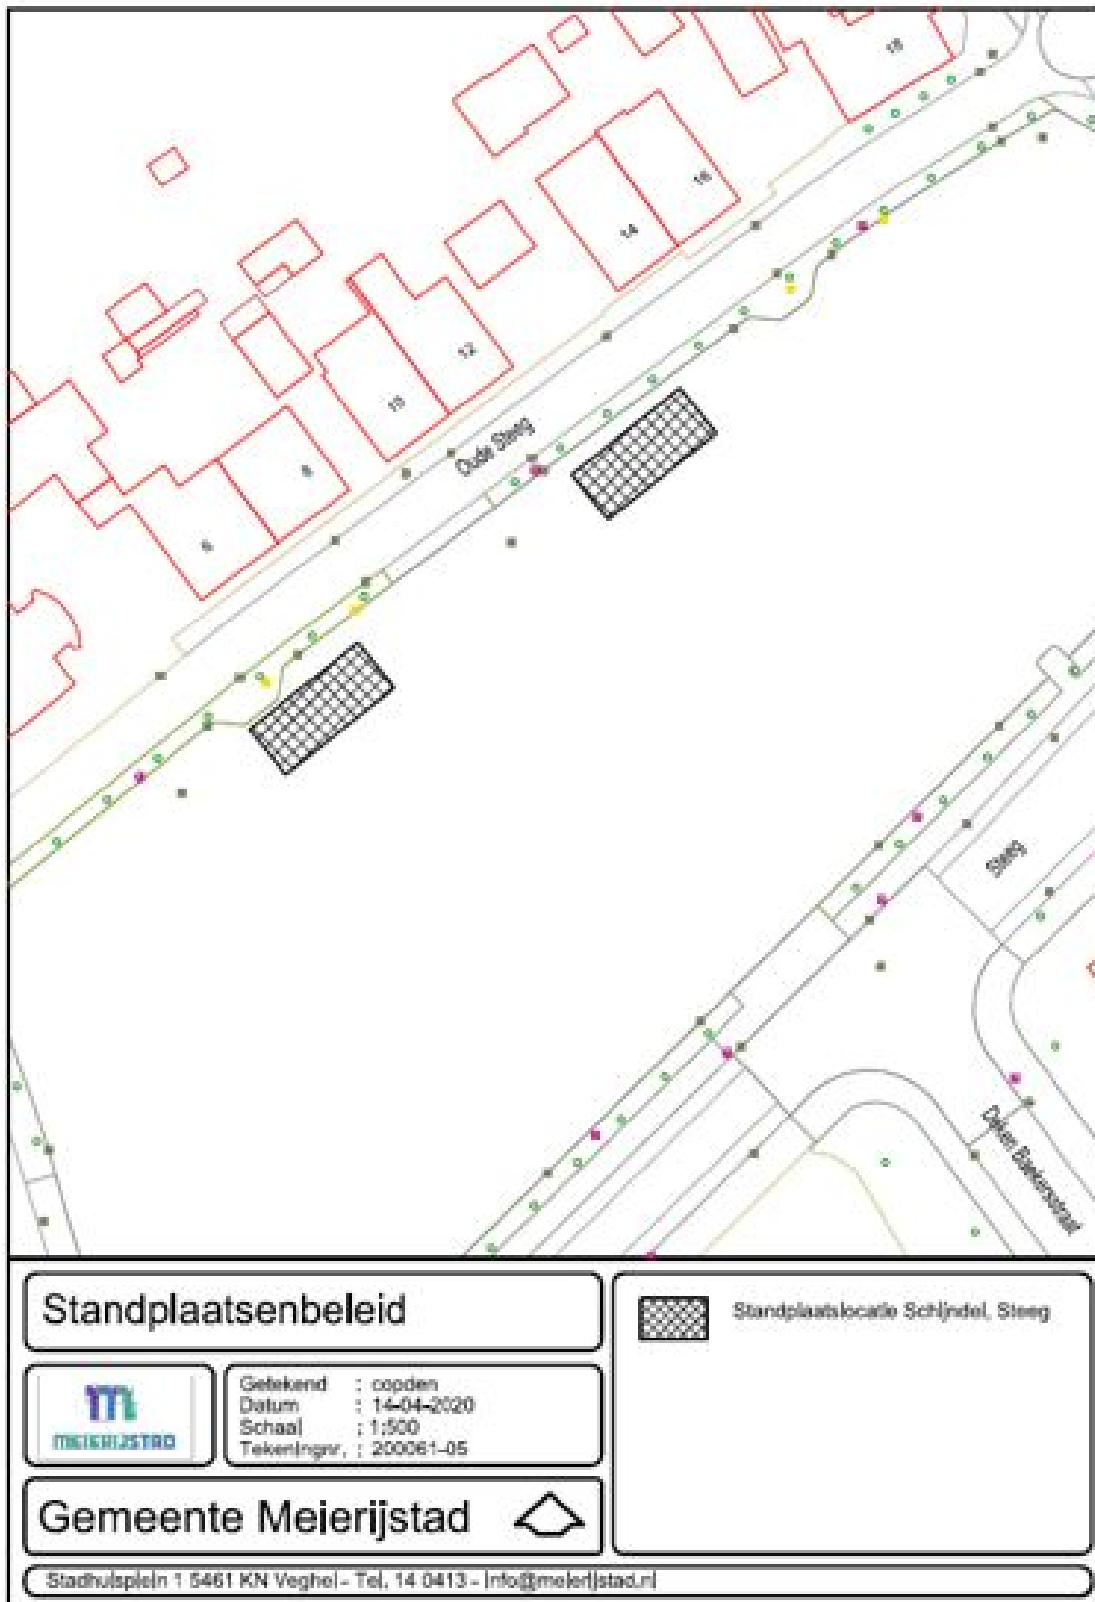 18
16
14
12
10
8
6
Oude Steeg
Steeg
Deken Baekersstraat
Standplaatsenbeleid
Standplaatslocatie Schijndel, Steeg
MEIERIJSTAD
Getekend : copden
Datum : 14-04-2020
Schaal : 1:500
Tekeningnr. : 200061-05
Gemeente Meierijstad
Stadhuisplein 1 5461 KN Veghel - Tel. 14 0413 - info@meierijstad.nl